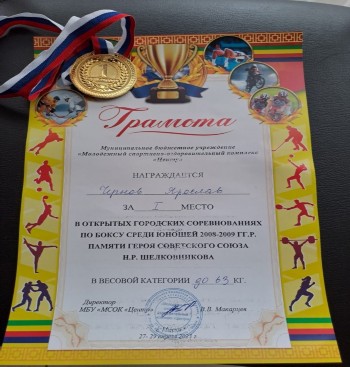 1
Грамота
Муниципальное бюджетное учреждение
«Молодежный спортивно-оздоровительный комплекс
«Центр»
НАГРАЖДАЕТСЯ
Чернов Ярослав
ЗА I МЕСТО
В ОТКРЫТЫХ ГОРОДСКИХ СОРЕВНОВАНИЯХ
ПО БОКСУ СРЕДИ ЮНОШЕЙ 2008-2009 ГГ.Р.
ПАМЯТИ ГЕРОЯ СОВЕТСКОГО СОЮЗА
Н.Р. ШЕЛКОВНИКОВА
В ВЕСОВОЙ КАТЕГОРИИ до 63 кг.
Директор
МБУ «МСОК «Центр» В.В. Макарцев